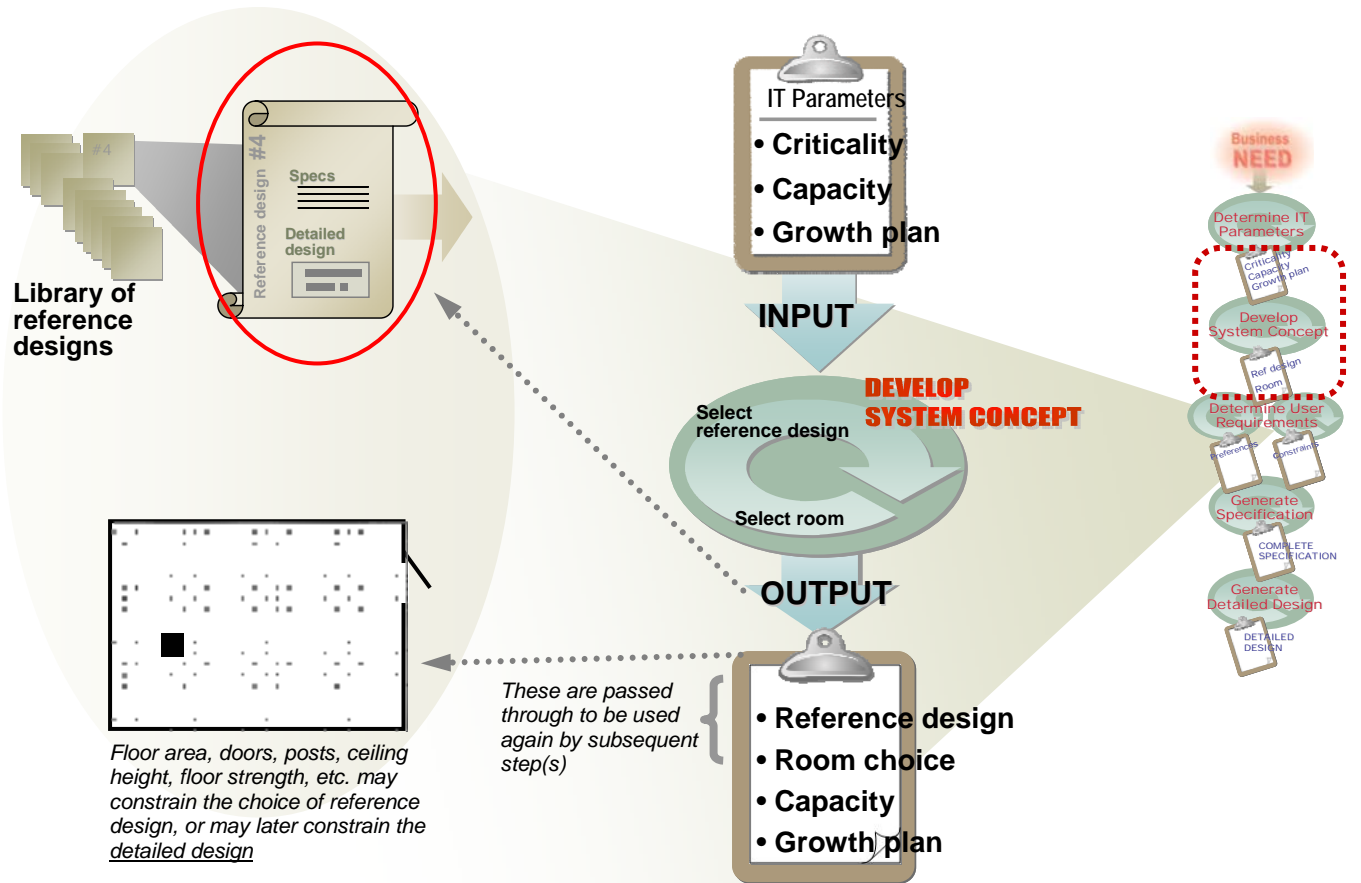 #4
Library of
reference
designs
Reference design #4
Specs
Detailed
design
Floor area, doors, posts, ceiling
height, floor strength, etc. may
constrain the choice of reference
design, or may later constrain the
detailed design
IT Parameters
• Criticality
• Capacity
• Growth plan
INPUT
DEVELOP
SYSTEM CONCEPT
Select
reference design
Select room
OUTPUT
These are passed
through to be used
again by subsequent
step(s)
• Reference design
• Room choice
• Capacity
• Growth plan
Business
NEED
Determine IT
Parameters
Criticality
Capacity
Growth plan
Develop
System Concept
Ref design
Room
Determine User
Requirements
Preferences
Constraints
Generate
Specification
COMPLETE
SPECIFICATION
Generate
Detailed Design
DETAILED
DESIGN